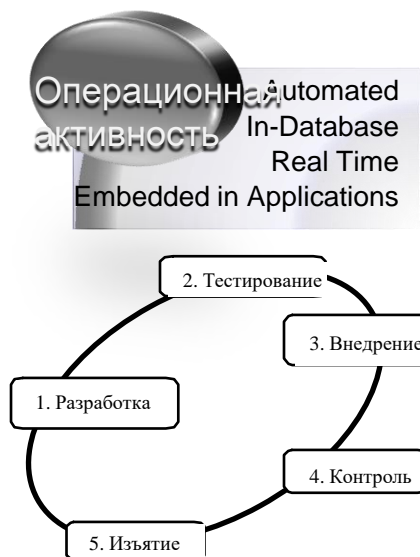 Операционная
активность
Automated
In-Database
Real Time
Embedded in Applications
2. Тестирование
3. Внедрение
1. Разработка
4. Контроль
5. Изъятие